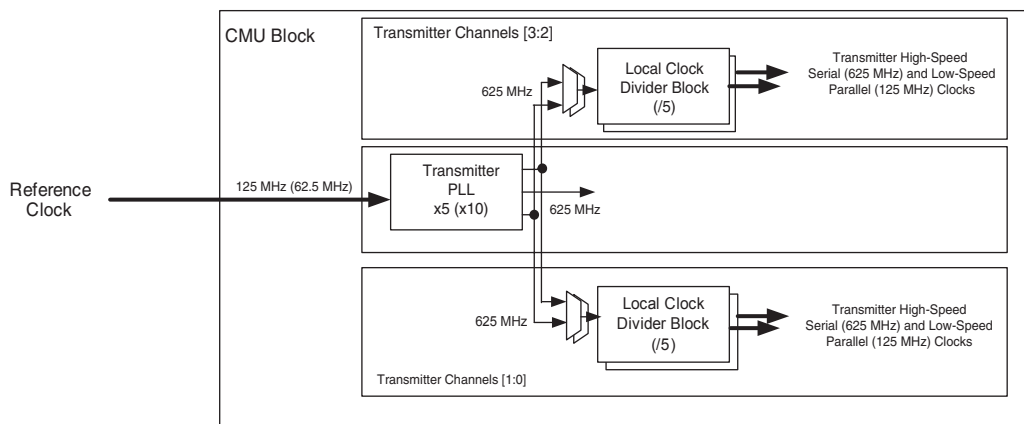 CMU Block
Transmitter Channels [3:2]
625 MHz
Local Clock
Divider Block
(/5)
Transmitter High-Speed
Serial (625 MHz) and Low-Speed
Parallel (125 MHz) Clocks
Reference
Clock
125 MHz (62.5 MHz)
Transmitter
PLL
x5 (x10)
625 MHz
625 MHz
Local Clock
Divider Block
(/5)
Transmitter High-Speed
Serial (625 MHz) and Low-Speed
Parallel (125 MHz) Clocks
Transmitter Channels [1:0]